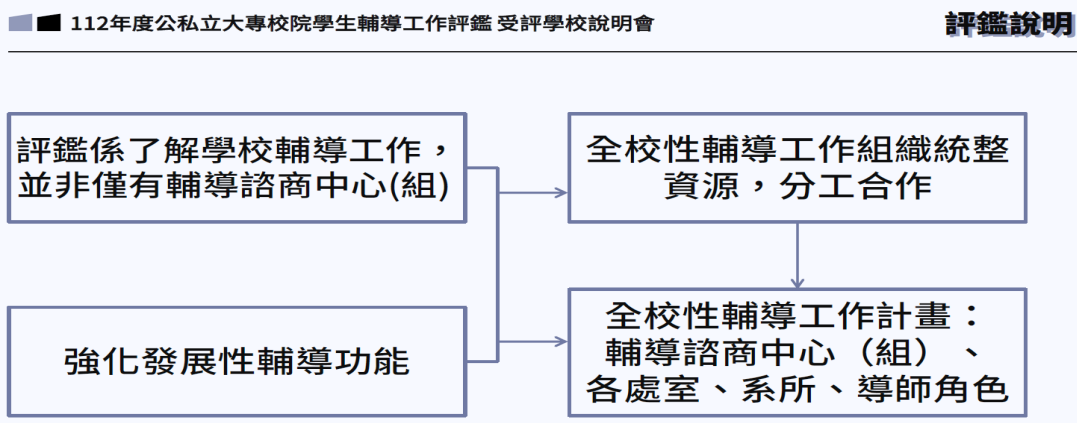 112年度公私立大專校院學生輔導工作評鑑 受評學校說明會
評鑑說明
評鑑係了解學校輔導工作，
並非僅有輔導諮商中心(組)
全校性輔導工作組織統整
資源，分工合作
強化發展性輔導功能
全校性輔導工作計畫：
輔導諮商中心（組）、
各處室、系所、導師角色